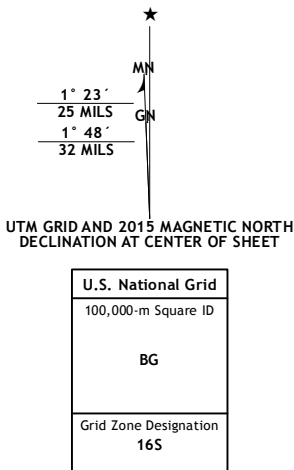 ★
MN
1° 23´
25 MILS
GN
1° 48´
32 MILS
UTM GRID AND 2015 MAGNETIC NORTH
DECLINATION AT CENTER OF SHEET
U.S. National Grid
100,000-m Square ID
BG
Grid Zone Designation
16S